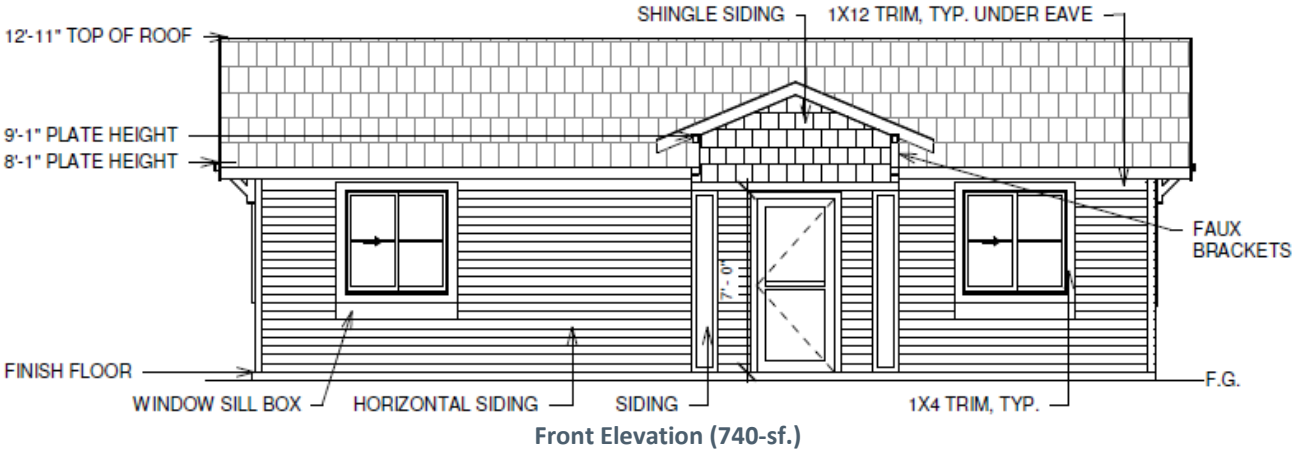 SHINGLE SIDING
1X12 TRIM, TYP. UNDER EAVE
12'-11" TOP OF ROOF
9'-1" PLATE HEIGHT
8'-1" PLATE HEIGHT
FAUX
BRACKETS
7'- 0"
FINISH FLOOR
F.G.
WINDOW SILL BOX
HORIZONTAL SIDING
SIDING
1X4 TRIM, TYP.
Front Elevation (740-sf.)